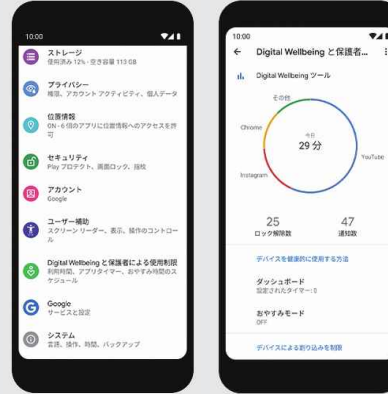 10:00
ストレージ
使用済み 12% - 空き容量 113 GB
プライバシー
権限、アカウント アクティビティ、個人データ
位置情報
ON - 6 個のアプリに位置情報へのアクセスを許
可
セキュリティ
Play プロテクト、画面ロック、指紋
アカウント
Google
ユーザー補助
スクリーン リーダー、表示、操作のコントロー
ル
Digital Wellbeing と保護者による使用制限
利用時間、アプリタイマー、おやすみ時間のス
ケジュール
Google
サービスと設定
システム
言語、操作、時間、バックアップ
10:00
Digital Wellbeing と保護者...
Digital Wellbeing ツール
その他
Chrome
今日
29 分
YouTube
Instagram
25
ロック解除数
47
通知数
デバイスを健康的に使用する方法
ダッシュボード
設定されたタイマー: 0
おやすみモード
OFF
デバイスによる割り込みを制限